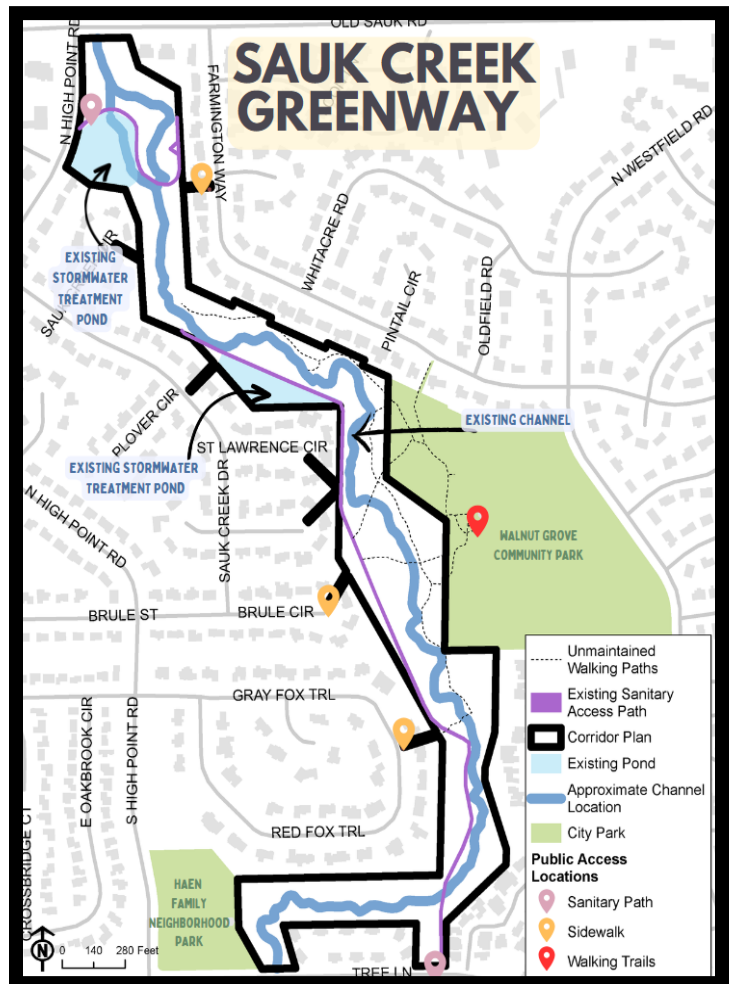 OLD SAUK RD
SAUK CREEK
GREENWAY
N HIGH POINT RD
FARMINGTON WAY
N WESTFIELD RD
WHITACRE RD
EXISTING
STORMWATER
TREATMENT
POND
PINTAIL CIR
OLDFIELD RD
PLOVER CIR
EXISTING CHANNEL
ST LAWRENCE CIR
EXISTING STORMWATER
TREATMENT POND
SAUK CREEK DR
N HIGH POINT RD
WALNUT GROVE
COMMUNITY PARK
BRULE ST
BRULE CIR
GRAY FOX TRL
E OAKBROOK CIR
S HIGH POINT RD
CROSSBRIDGE CT
RED FOX TRL
HAEN
FAMILY
NEIGHBORHOOD
PARK
TREE LN
N
0 140 280 Feet
Unmaintained
Walking Paths
Existing Sanitary
Access Path
Corridor Plan
Existing Pond
Approximate Channel
Location
City Park
Public Access
Locations
Sanitary Path
Sidewalk
Walking Trails